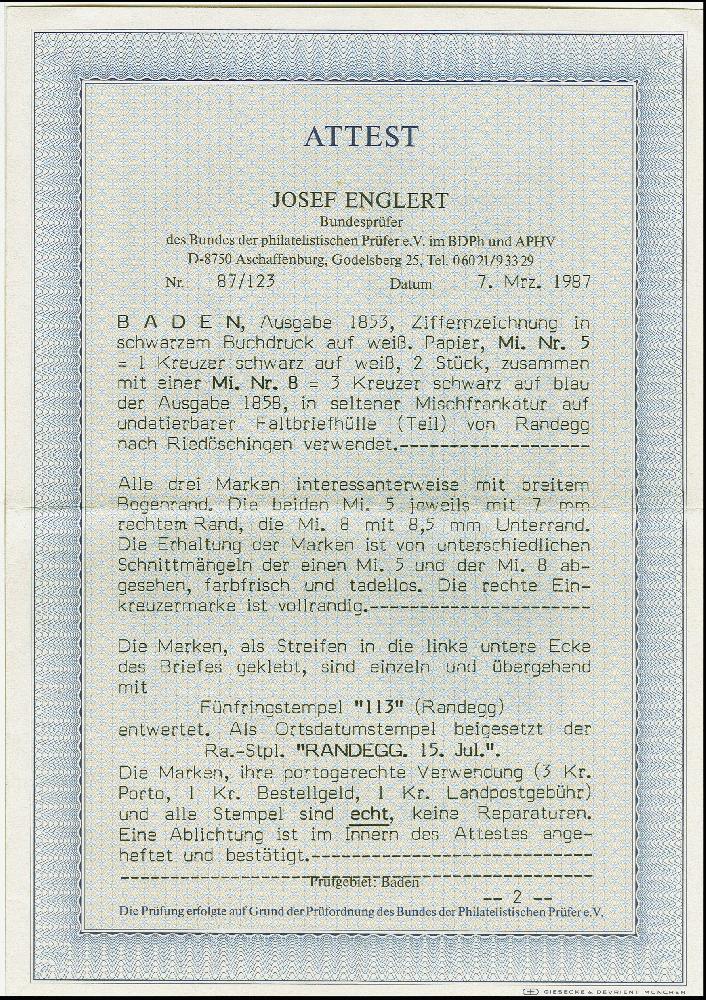 ATTEST
JOSEF ENGLERT
Bundesprüfer
des Bundes der philatelistischen Prüfer e.V. im BDPh und APHV
D-8750 Aschaffenburg, Godelsberg 25, Tel. 06021/93329
Nr. 87/123 Datum 7. Mrz. 1987
B A D E N, Ausgabe 1853, Ziffernzeichnung in
schwarzem Buchdruck auf weiß. Papier, Mi. Nr. 5
= 1 Kreuzer schwarz auf weiß, 2 Stück, zusammen
mit einer Mi. Nr. 8 = 3 Kreuzer schwarz auf blau
der Ausgabe 1858, in seltener Mischfrankatur auf
undatierbarer Faltbriefhülle (Teil) von Randegg
nach Riedöschingen verwendet.--------------------
Alle drei Marken interessanterweise mit breitem
Bogenrand. Die beiden Mi. 5 jeweils mit 7 mm
rechtem Rand, die Mi. 8 mit 8,5 mm Unterrand.
Die Erhaltung der Marken ist von unterschiedlichen
Schnittmängeln der einen Mi. 5 und der Mi. 8 ab-
gesehen, farbfrisch und tadellos. Die rechte Ein-
kreuzermarke ist vollrandig.-----------------------
Die Marken, als Streifen in die linke untere Ecke
des Briefes geklebt, sind einzeln und übergehend
mit
Fünfringstempel "113" (Randegg)
entwertet. Als Ortsdatumstempel beigesetzt der
Ra.-Stpl. "RANDEGG. 15. Jul.".
Die Marken, ihre portogerechte Verwendung (3 Kr.
Porto, 1 Kr. Bestellgeld, 1 Kr. Landpostgebühr)
und alle Stempel sind echt, keine Reparaturen.
Eine Ablichtung ist im Innern des Attestes ange-
heftet und bestätigt.------------------------------
Prüfgebiet: Baden
-- 2 --
Die Prüfung erfolgte auf Grund der Prüfordnung des Bundes der Philatelistischen Prüfer e.V.
GIESECKE & DEVRIENT MÜNCHEN